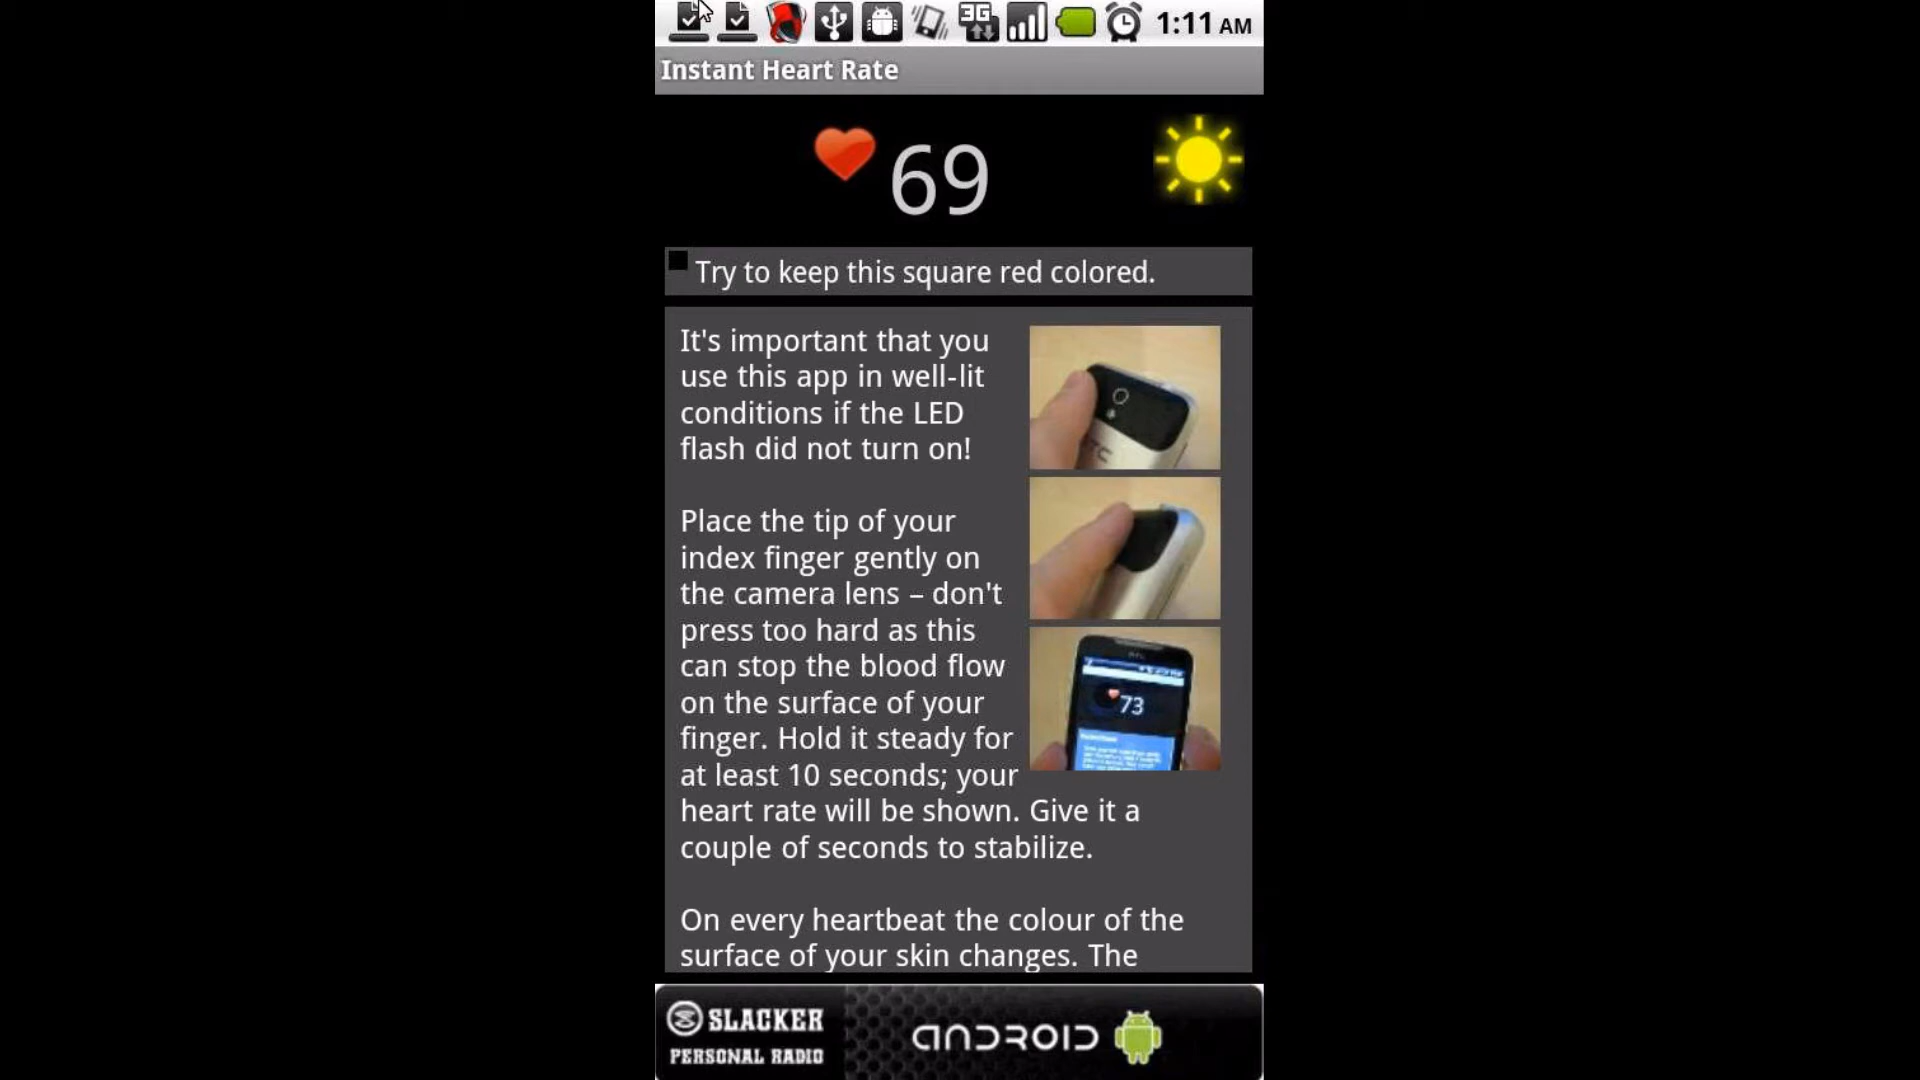 3G
1:11 AM
Instant Heart Rate
69
Try to keep this square red colored.
It's important that you
use this app in well-lit
conditions if the LED
flash did not turn on!
Place the tip of your
index finger gently on
the camera lens – don't
press too hard as this
can stop the blood flow
on the surface of your
finger. Hold it steady for
at least 10 seconds; your
heart rate will be shown. Give it a
couple of seconds to stabilize.
73
On every heartbeat the colour of the
surface of your skin changes. The
SLACKER
PERSONAL RADIO
ANDROID